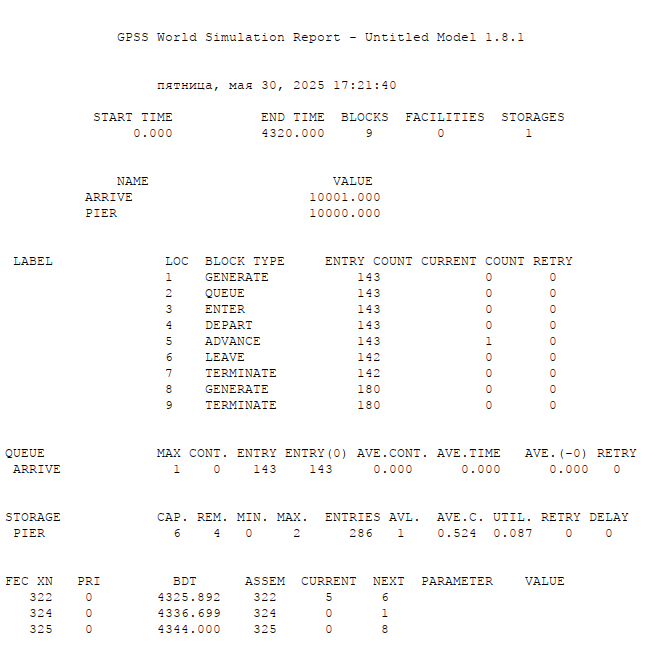 GPSS World Simulation Report - Untitled Model 1.8.1
пятница, мая 30, 2025 17:21:40
START TIME END TIME BLOCKS FACILITIES STORAGES
0.000 4320.000 9 0 1
NAME VALUE
ARRIVE 10001.000
PIER 10000.000
LABEL LOC BLOCK TYPE ENTRY COUNT CURRENT COUNT RETRY
1 GENERATE 143 0 0
2 QUEUE 143 0 0
3 ENTER 143 0 0
4 DEPART 143 0 0
5 ADVANCE 143 1 0
6 LEAVE 142 0 0
7 TERMINATE 142 0 0
8 GENERATE 180 0 0
9 TERMINATE 180 0 0
QUEUE MAX CONT. ENTRY ENTRY(0) AVE.CONT. AVE.TIME AVE.(-0) RETRY
ARRIVE 1 0 143 143 0.000 0.000 0.000 0
STORAGE CAP. REM. MIN. MAX. ENTRIES AVL. AVE.C. UTIL. RETRY DELAY
PIER 6 4 0 2 286 1 0.524 0.087 0 0
FEC XN PRI BDT ASSEM CURRENT NEXT PARAMETER VALUE
322 0 4325.892 322 5 6
324 0 4336.699 324 0 1
325 0 4344.000 325 0 8